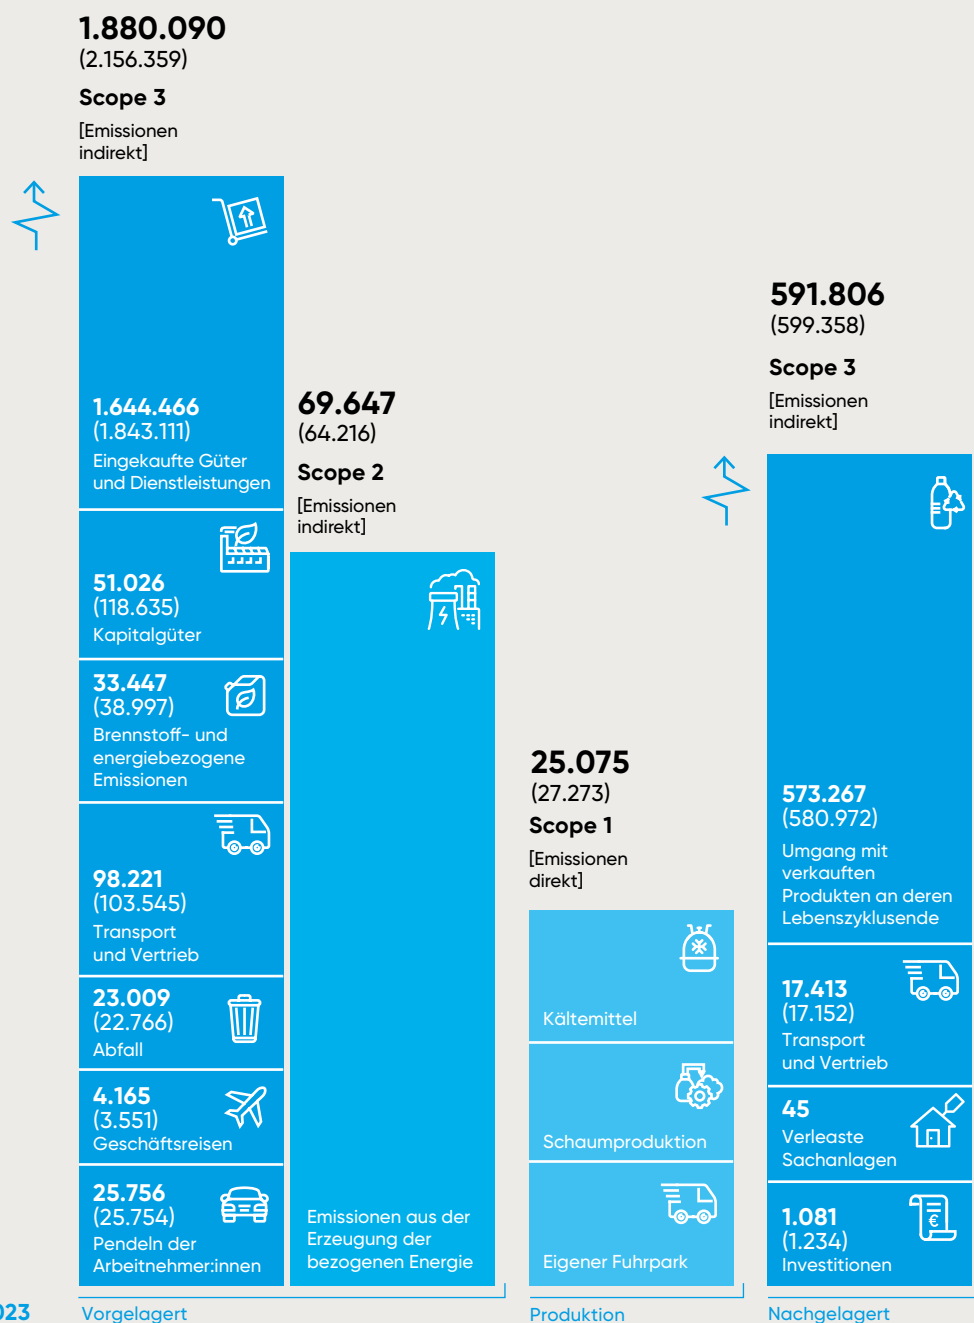 1.880.090
(2.156.359)
Scope 3
[Emissionen
indirekt]
1.644.466
(1.843.111)
Eingekaufte Güter
und Dienstleistungen
51.026
(118.635)
Kapitalgüter
33.447
(38.997)
Brennstoff- und
energiebezogene
Emissionen
98.221
(103.545)
Transport
und Vertrieb
23.009
(22.766)
Abfall
4.165
(3.551)
Geschäftsreisen
25.756
(25.754)
Pendeln der
Arbeitnehmer:innen
69.647
(64.216)
Scope 2
[Emissionen
indirekt]
Emissionen aus der
Erzeugung der
bezogenen Energie
25.075
(27.273)
Scope 1
[Emissionen
direkt]
Kältemittel
Schaumproduktion
Eigener Fuhrpark
591.806
(599.358)
Scope 3
[Emissionen
indirekt]
573.267
(580.972)
Umgang mit
verkauften
Produkten an deren
Lebenszyklusende
17.413
(17.152)
Transport
und Vertrieb
45
Verleaste
Sachanlagen
€
1.081
(1.234)
Investitionen
023
Vorgelagert
Produktion
Nachgelagert